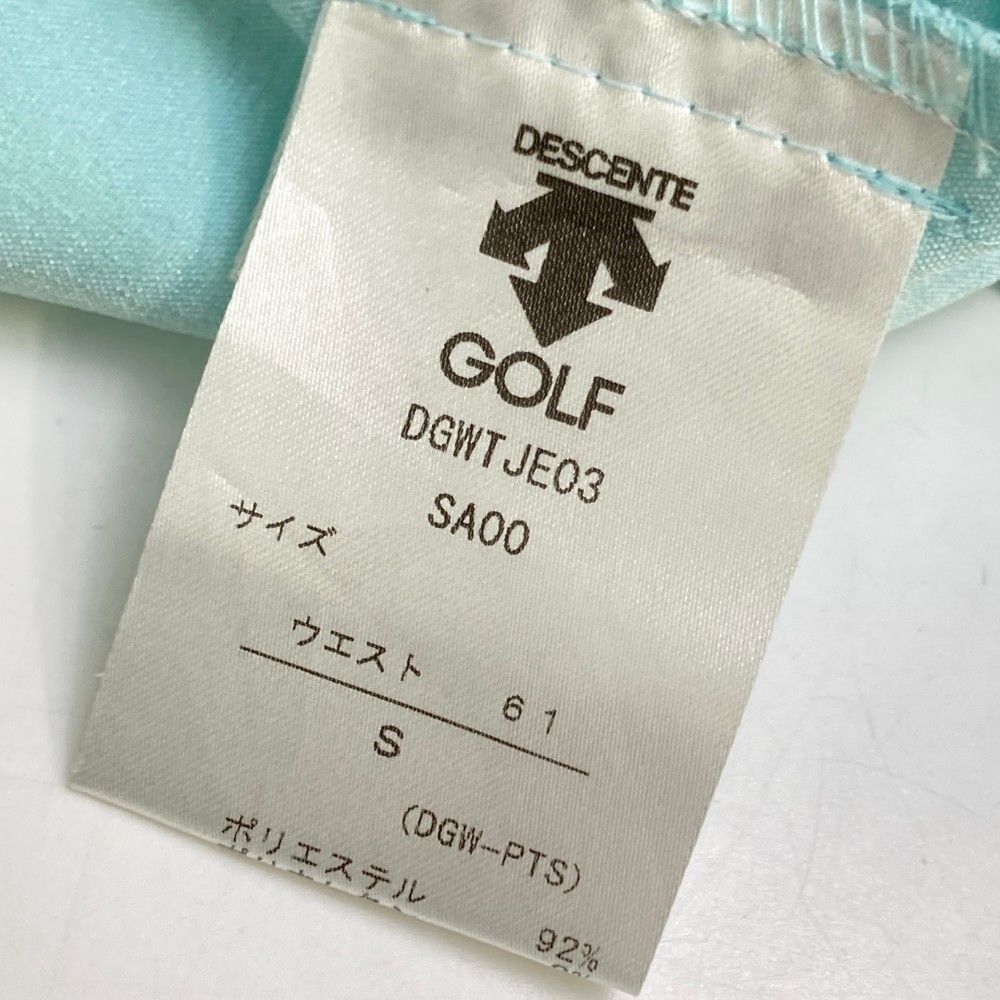 DESCENTE
GOLF
DGWTJE03
SA00
サイズ
ウエスト 61
S
(DGW-PTS)
ポリエステル 92%